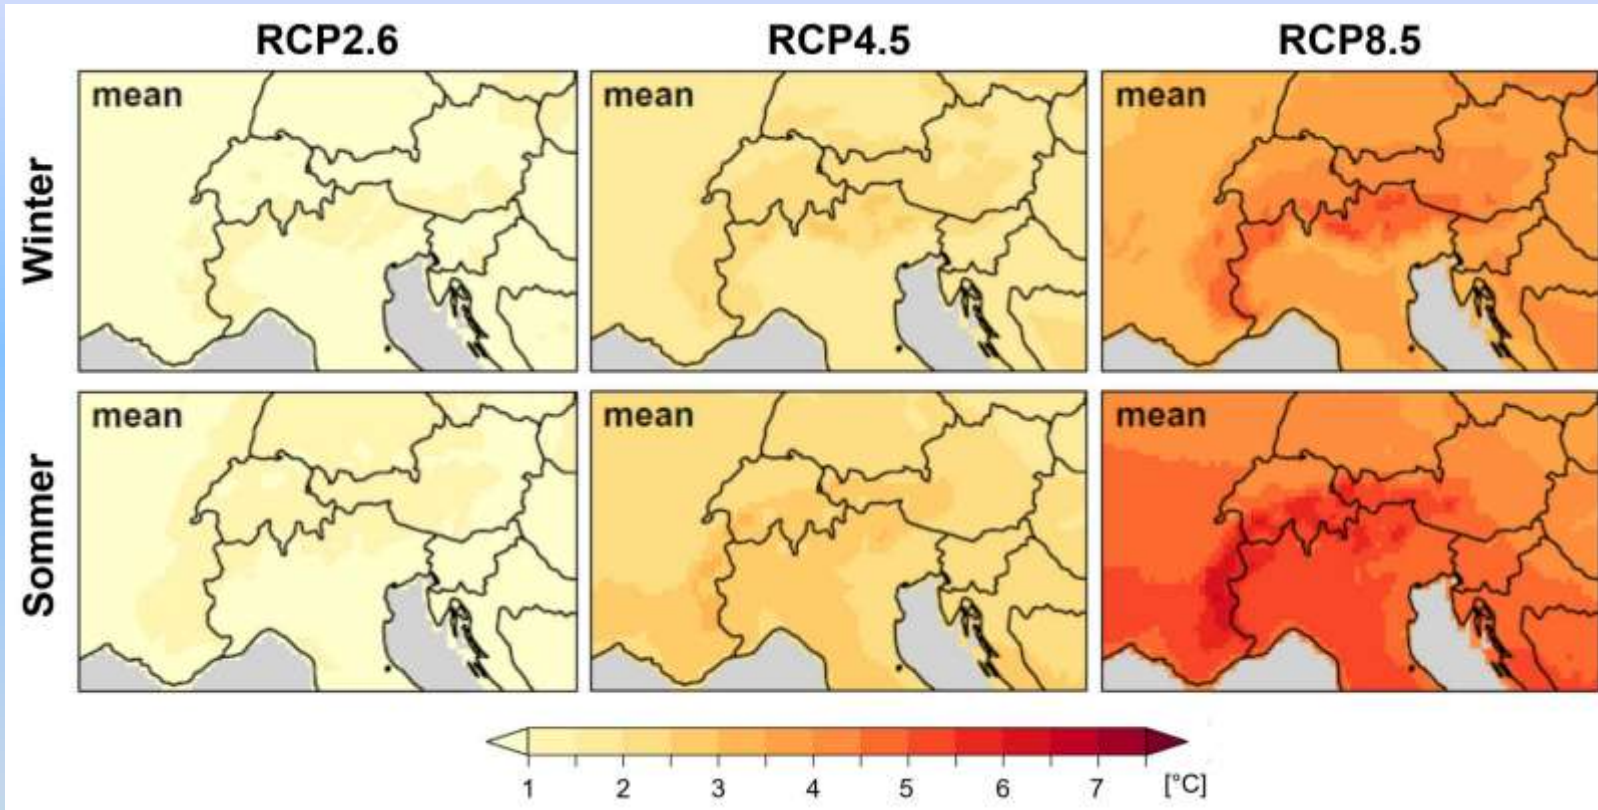 RCP2.6 RCP4.5 RCP8.5
Winter
mean mean mean
Sommer
mean mean mean
1 2 3 4 5 6 7 [°C]